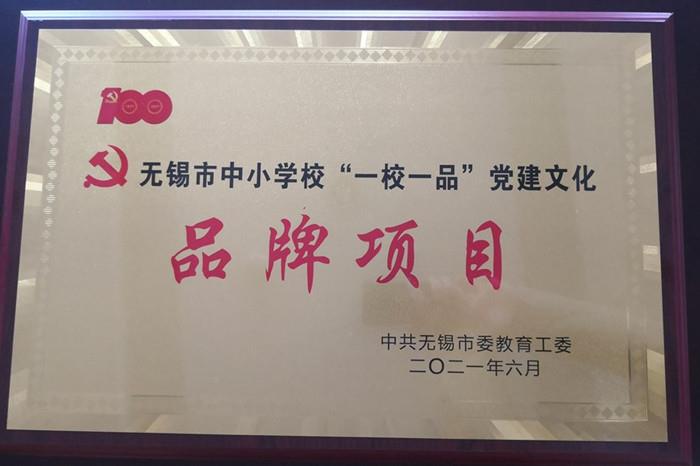 100
无锡市中小学校“一校一品”党建文化
品牌项目
中共无锡市委教育工委
二〇二一年六月